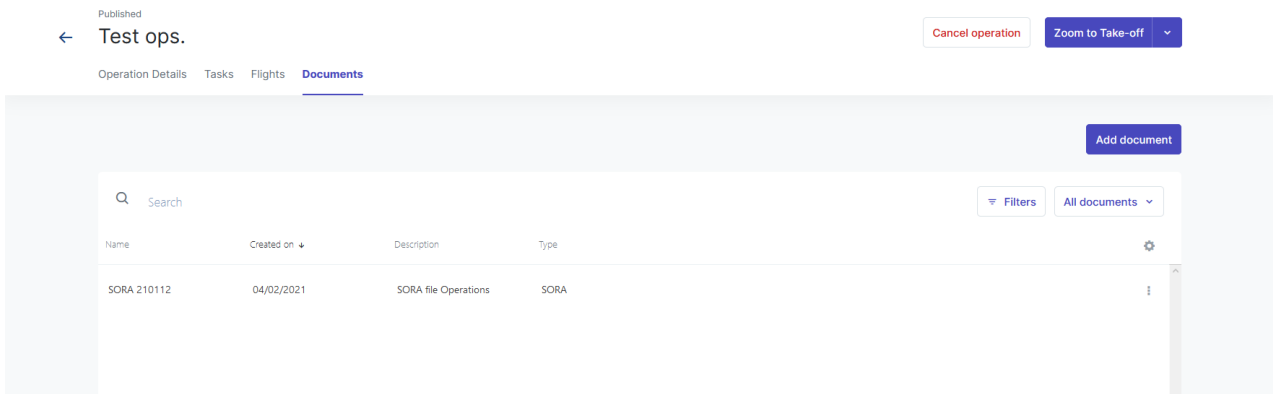 Published
Test ops.
Cancel operation
Zoom to Take-off
Operation Details Tasks Flights Documents
Add document
Search
Filters
All documents
Name Created on Description Type
SORA 210112 04/02/2021 SORA file Operations SORA